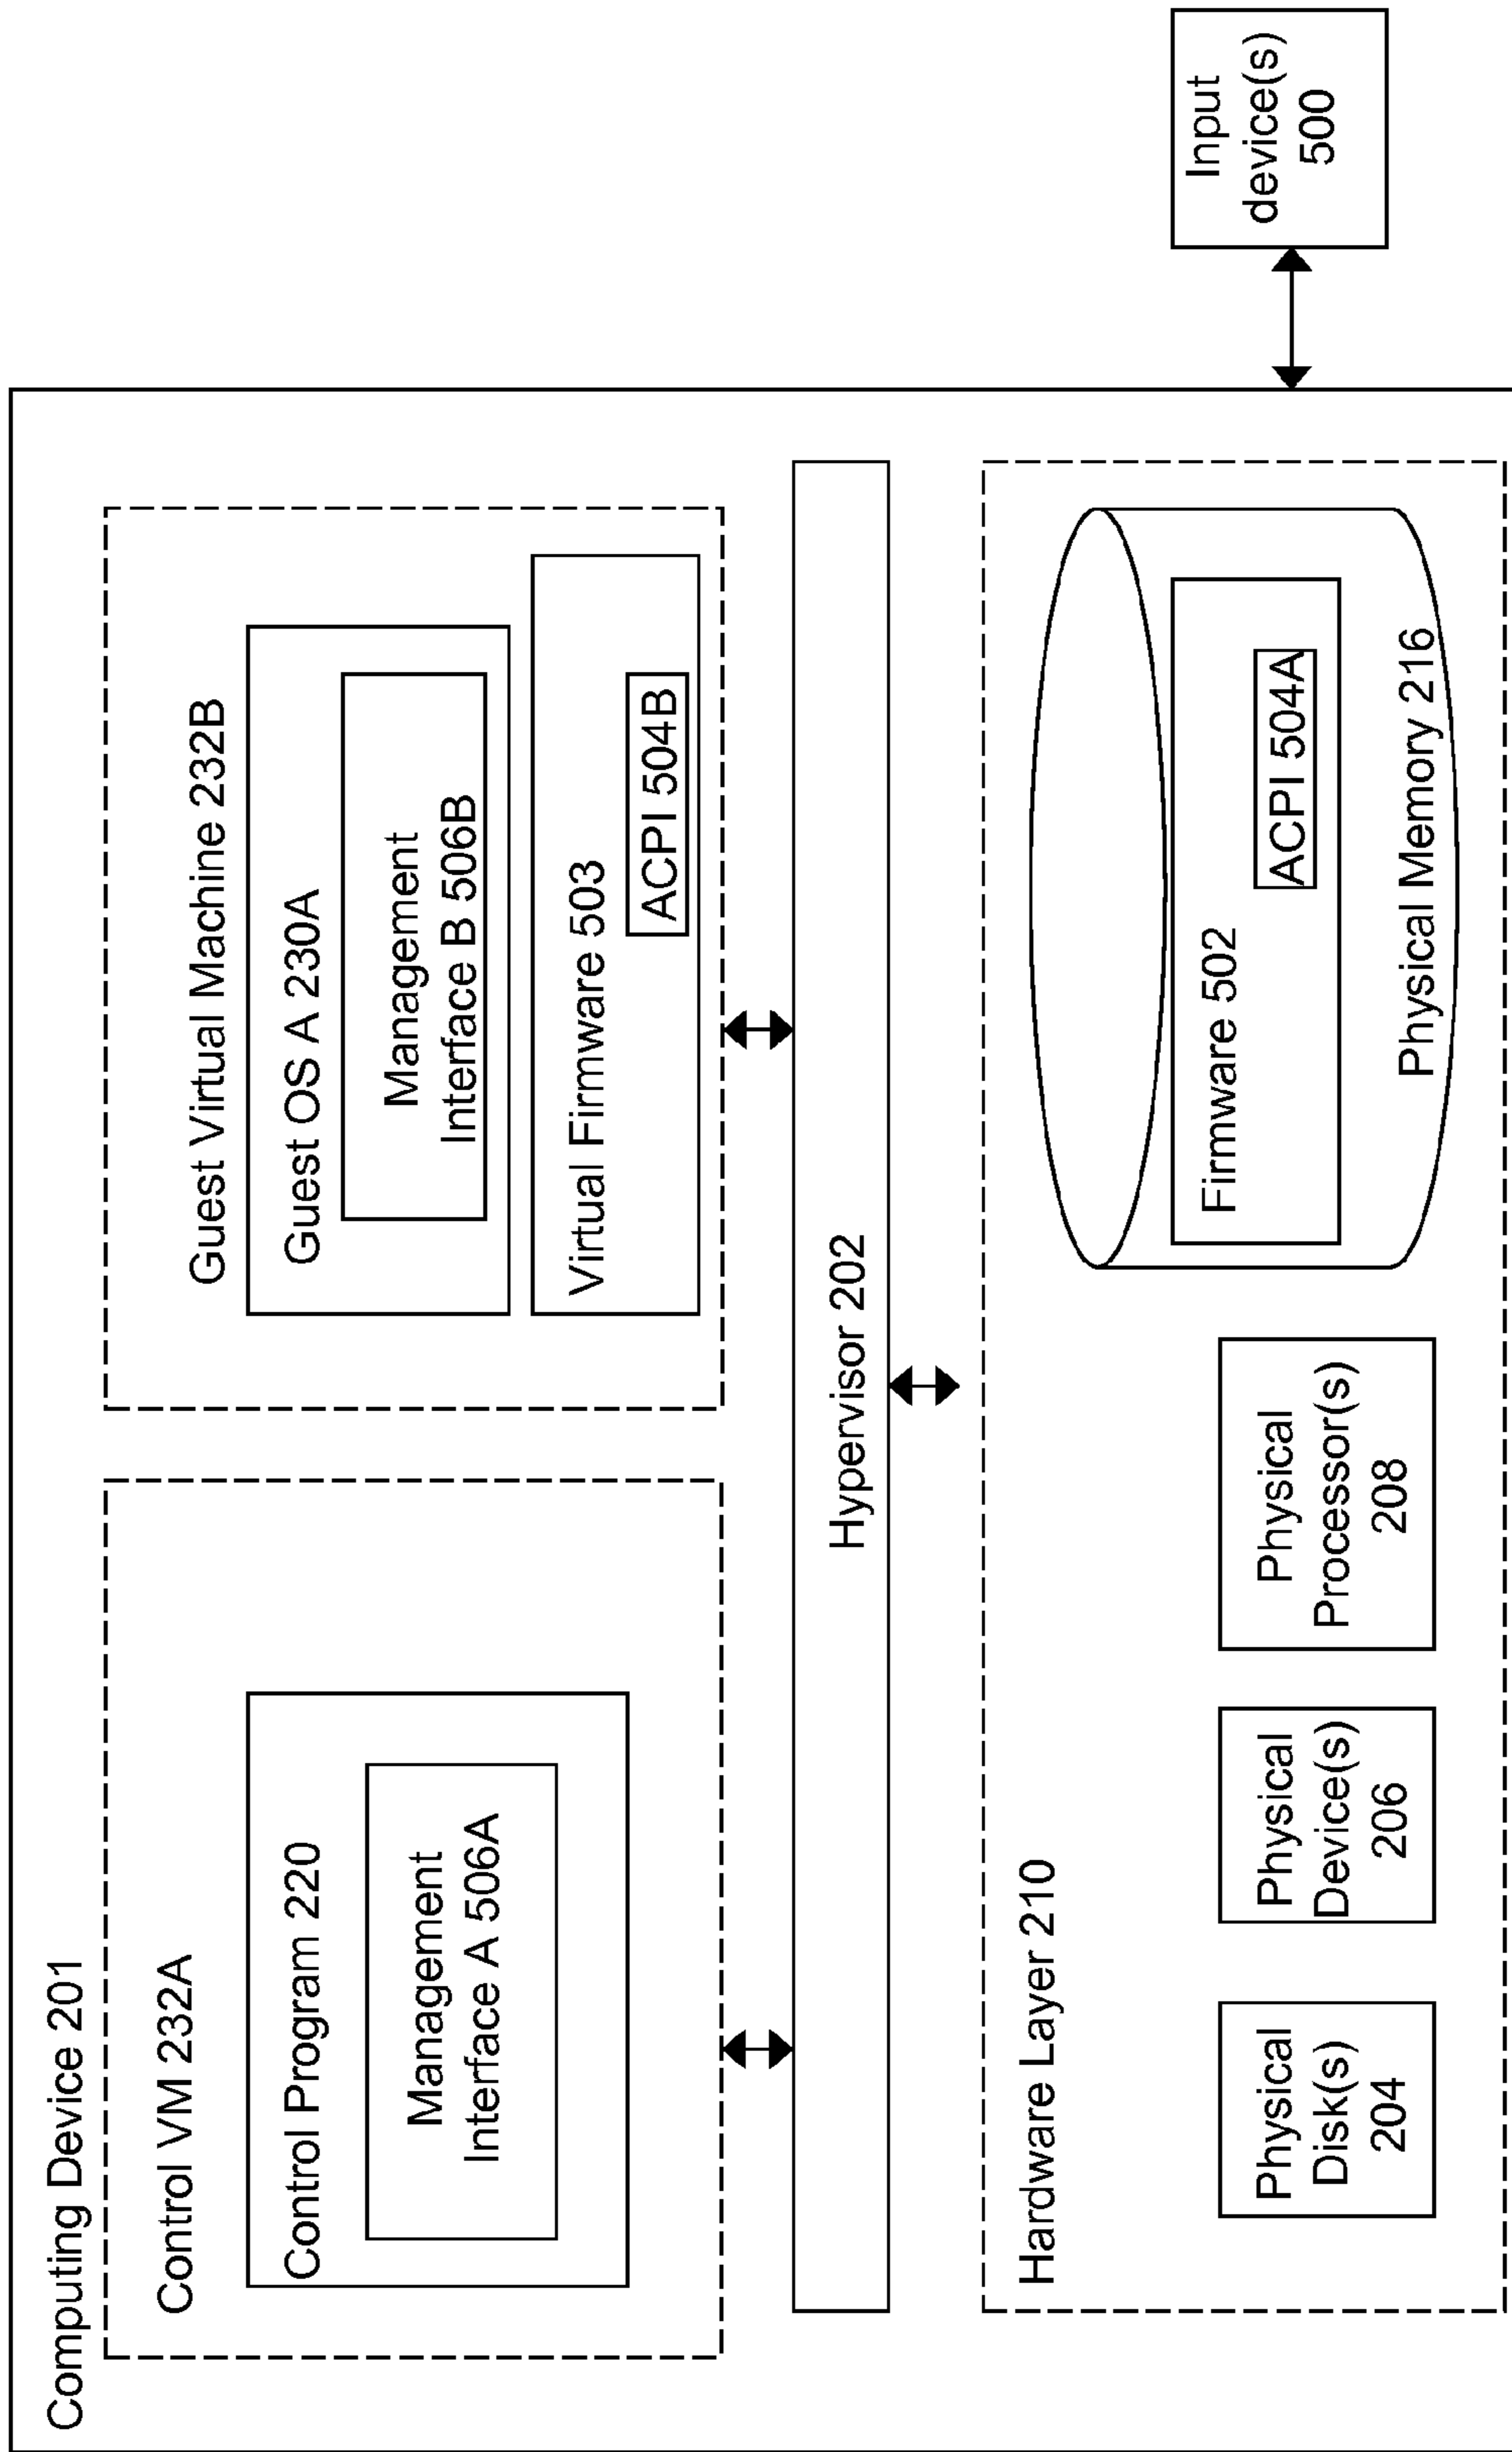 Computing Device 201
Control VM 232A
Control Program 220
Management
Interface A 506A
Guest Virtual Machine 232B
Guest OS A 230A
Management
Interface B 506B
Virtual Firmware 503
ACPI 504B
Hypervisor 202
Hardware Layer 210
Physical
Disk(s)
204
Physical
Device(s)
206
Physical
Processor(s)
208
Firmware 502
ACPI 504A
Physical Memory 216
Input
device(s)
500